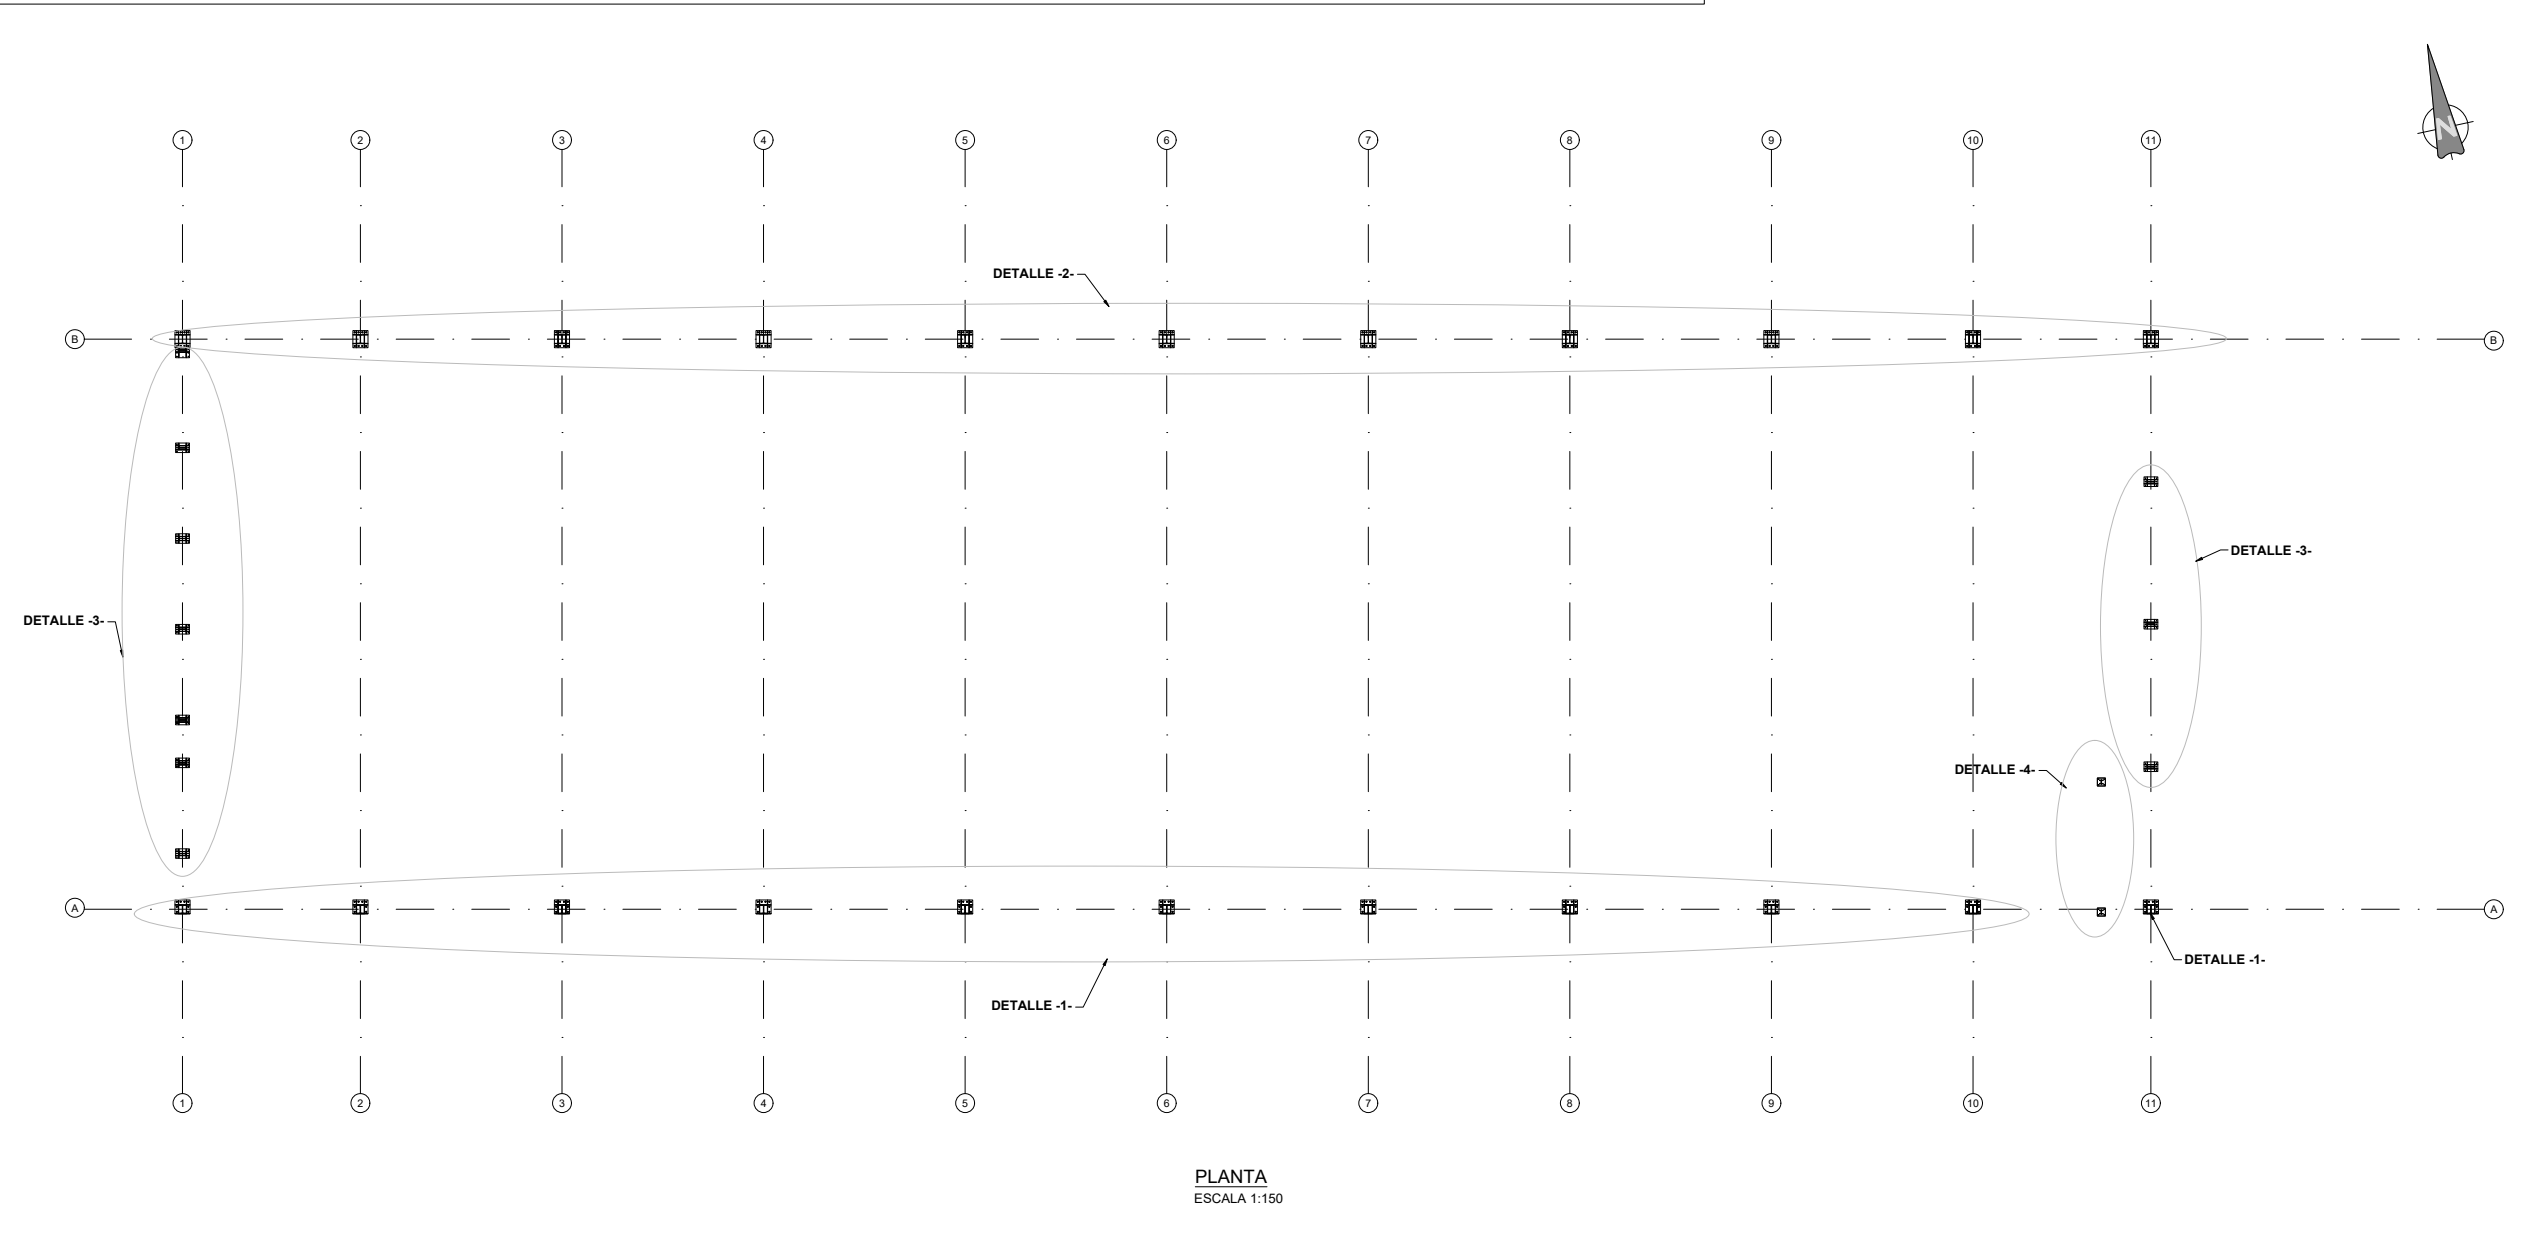 N
1 2 3 4 5 6 7 8 9 10 11
DETALLE -2-
B B
DETALLE -3-
DETALLE -3-
DETALLE -4-
A A
DETALLE -1-
DETALLE -1-
1 2 3 4 5 6 7 8 9 10 11
PLANTA
ESCALA 1:150